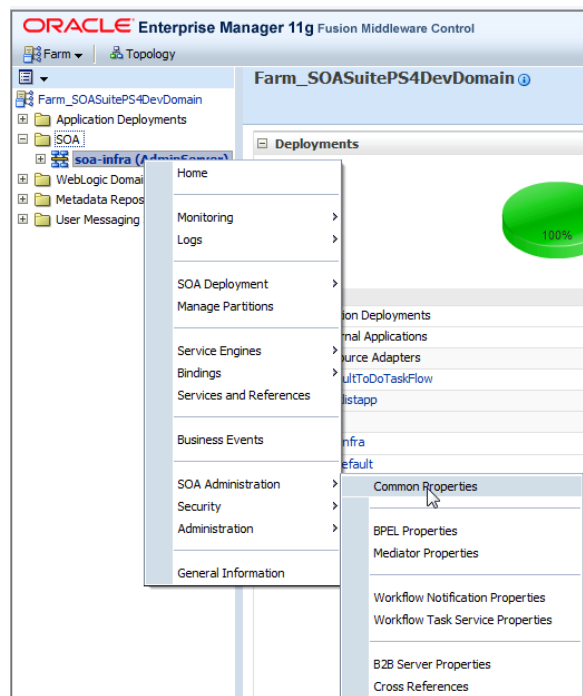 ORACLE Enterprise Manager 11g Fusion Middleware Control
Farm Topology
Farm_SOASuitePS4DevDomain
Farm_SOASuitePS4DevDomain
Application Deployments
SOA
soa-infra (AdminServer)
WebLogic Domai
Metadata Repos
User Messaging
Deployments
100%
Home
Monitoring
Logs
SOA Deployment
Manage Partitions
Service Engines
Bindings
Services and References
Business Events
SOA Administration
Security
Administration
General Information
ion Deployments
rnal Applications
urce Adapters
ultToDoTaskFlow
listapp
nfra
efault
Common Properties
BPEL Properties
Mediator Properties
Workflow Notification Properties
Workflow Task Service Properties
B2B Server Properties
Cross References